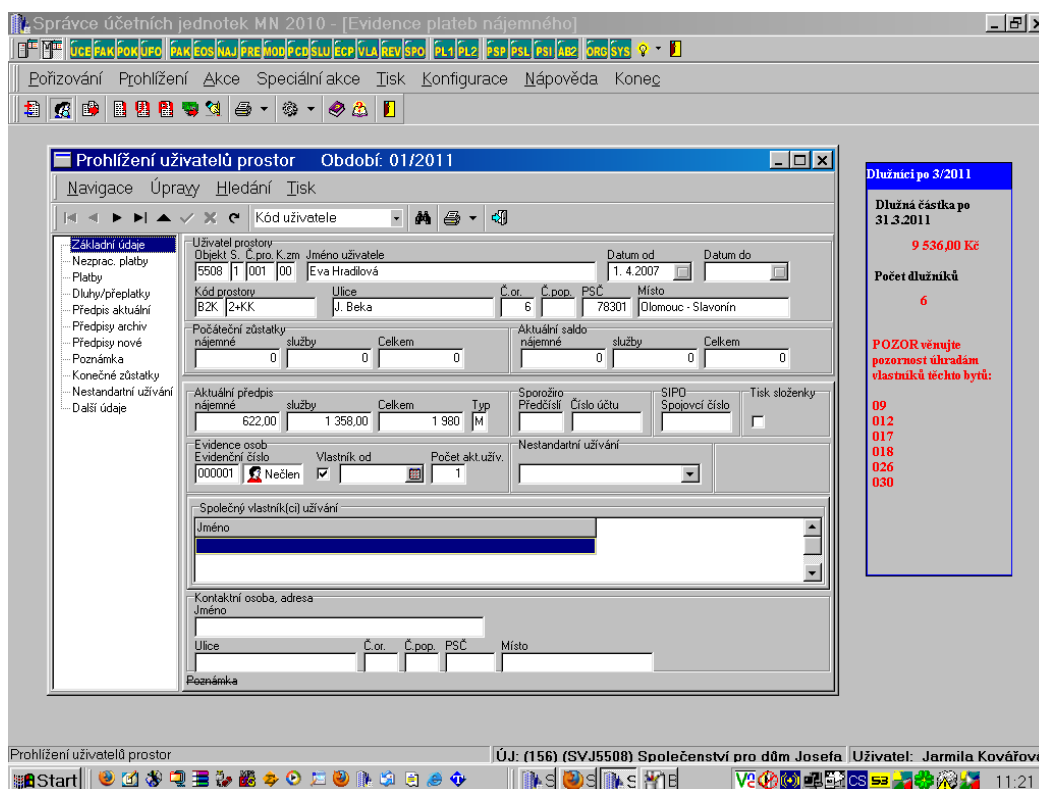 Správce účetních jednotek MN 2010 - [Evidence plateb nájemného]
UCE FAK POK UFO PAK EOS NAJ PRE MOD PCD SLU ECP VLA REV SPO PL1 PL2 PSP PSL PSI AB2 ORG SYS
Pořizování Prohlížení Akce Speciální akce Tisk Konfigurace Nápověda Konec
Prohlížení uživatelů prostor Období: 01/2011
Navigace Úpravy Hledání Tisk
Kód uživatele
Základní údaje
Nezprac. platby
Platby
Dluhy/přeplatky
Předpis aktuální
Předpisy archiv
Předpisy nové
Poznámka
Konečné zůstatky
Nestandartní užívání
Další údaje
Uživatel prostory
Objekt S. Č.pro. K.zm Jméno uživatele Datum od Datum do
5508 1 001 00 Eva Hradilová 1. 4.2007
Kód prostory Ulice Č.or. Č.pop. PSČ Místo
B2K 2+KK J. Beka 6 78301 Olomouc - Slavonín
Počáteční zůstatky Aktuální saldo
nájemné služby Celkem nájemné služby Celkem
0 0 0 0 0 0
Aktuální předpis Sporožiro SIPO Tisk složenky
nájemné služby Celkem Typ Předčíslí Číslo účtu Spojovcí číslo
622,00 1 358,00 1 980 M
Evidence osob Nestandartní užívání
Evidenční číslo Vlastník od Počet akt.užív.
000001 Nečlen 1
Společný vlastník(ci) užívání
Jméno
Kontaktní osoba, adresa
Jméno
Ulice Č.or. Č.pop. PSČ Místo
Poznámka
Dlužníci po 3/2011
Dlužná částka po
31.3.2011
9 536,00 Kč
Počet dlužníků
6
POZOR věnujte
pozornost úhradám
vlastníků těchto bytů:
09
012
017
018
026
030
Prohlížení uživatelů prostor ÚJ: (156) (SVJ5508) Společenství pro dům Josefa Uživatel: Jarmila Kovářova
Start CS 53 11:21